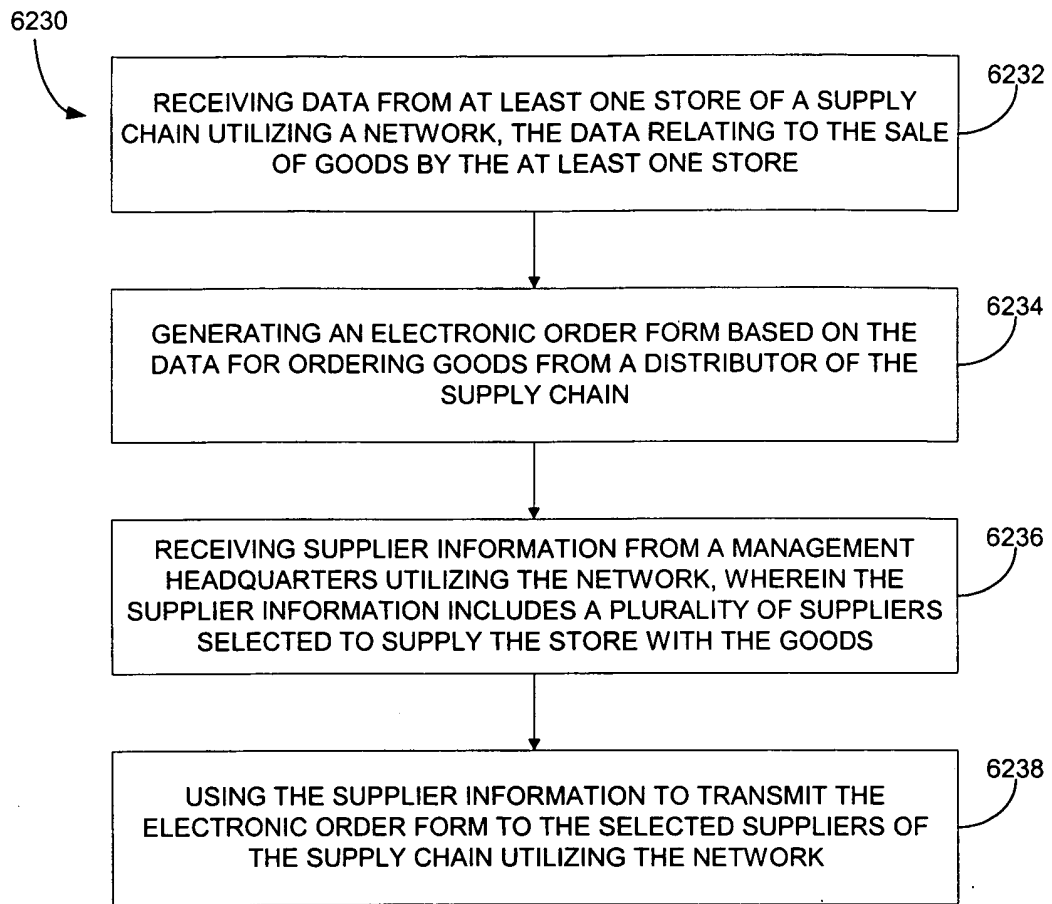 6230
6232
RECEIVING DATA FROM AT LEAST ONE STORE OF A SUPPLY
CHAIN UTILIZING A NETWORK, THE DATA RELATING TO THE SALE
OF GOODS BY THE AT LEAST ONE STORE
6234
GENERATING AN ELECTRONIC ORDER FORM BASED ON THE
DATA FOR ORDERING GOODS FROM A DISTRIBUTOR OF THE
SUPPLY CHAIN
6236
RECEIVING SUPPLIER INFORMATION FROM A MANAGEMENT
HEADQUARTERS UTILIZING THE NETWORK, WHEREIN THE
SUPPLIER INFORMATION INCLUDES A PLURALITY OF SUPPLIERS
SELECTED TO SUPPLY THE STORE WITH THE GOODS
6238
USING THE SUPPLIER INFORMATION TO TRANSMIT THE
ELECTRONIC ORDER FORM TO THE SELECTED SUPPLIERS OF
THE SUPPLY CHAIN UTILIZING THE NETWORK